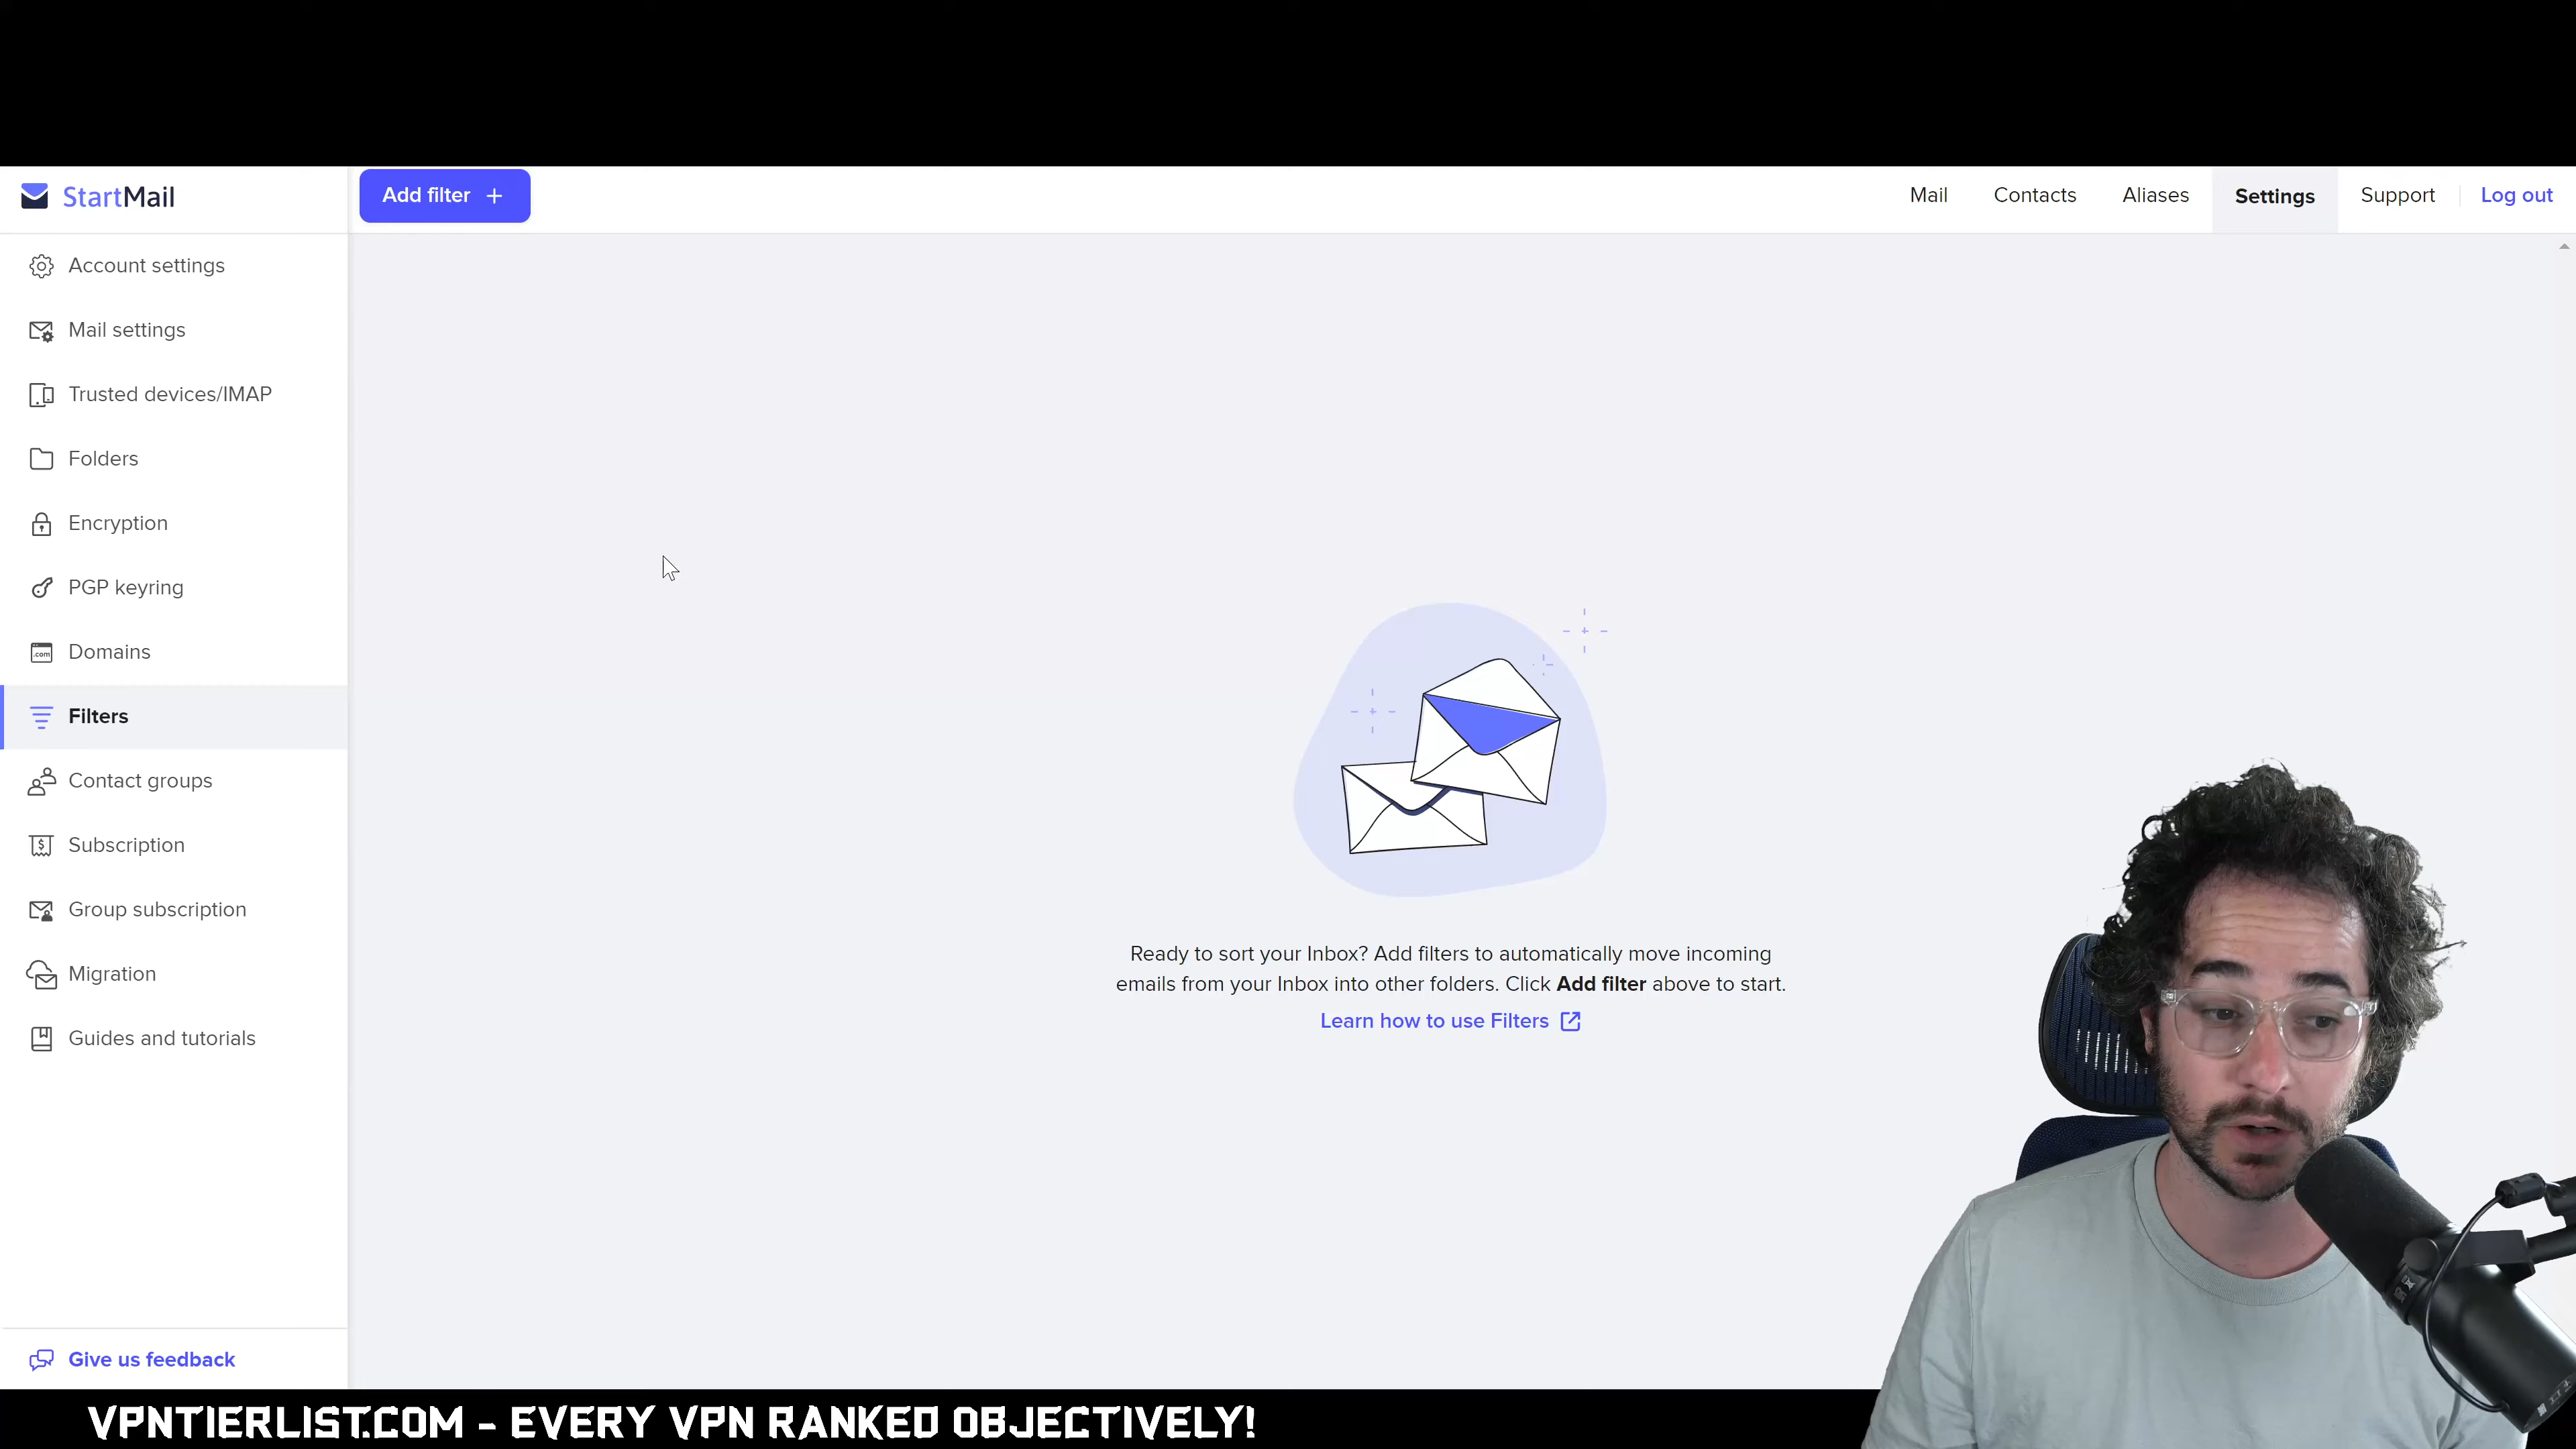 StartMail
Add filter +
Mail
Contacts
Aliases
Settings
Support
Log out
Account settings
Mail settings
Trusted devices/IMAP
Folders
Encryption
PGP keyring
.com
Domains
Filters
Contact groups
$
Subscription
Group subscription
Migration
Guides and tutorials
Ready to sort your Inbox? Add filters to automatically move incoming
emails from your Inbox into other folders. Click Add filter above to start.
Learn how to use Filters
Give us feedback
VPNTIERLIST.COM - EVERY VPN RANKED OBJECTIVELY!